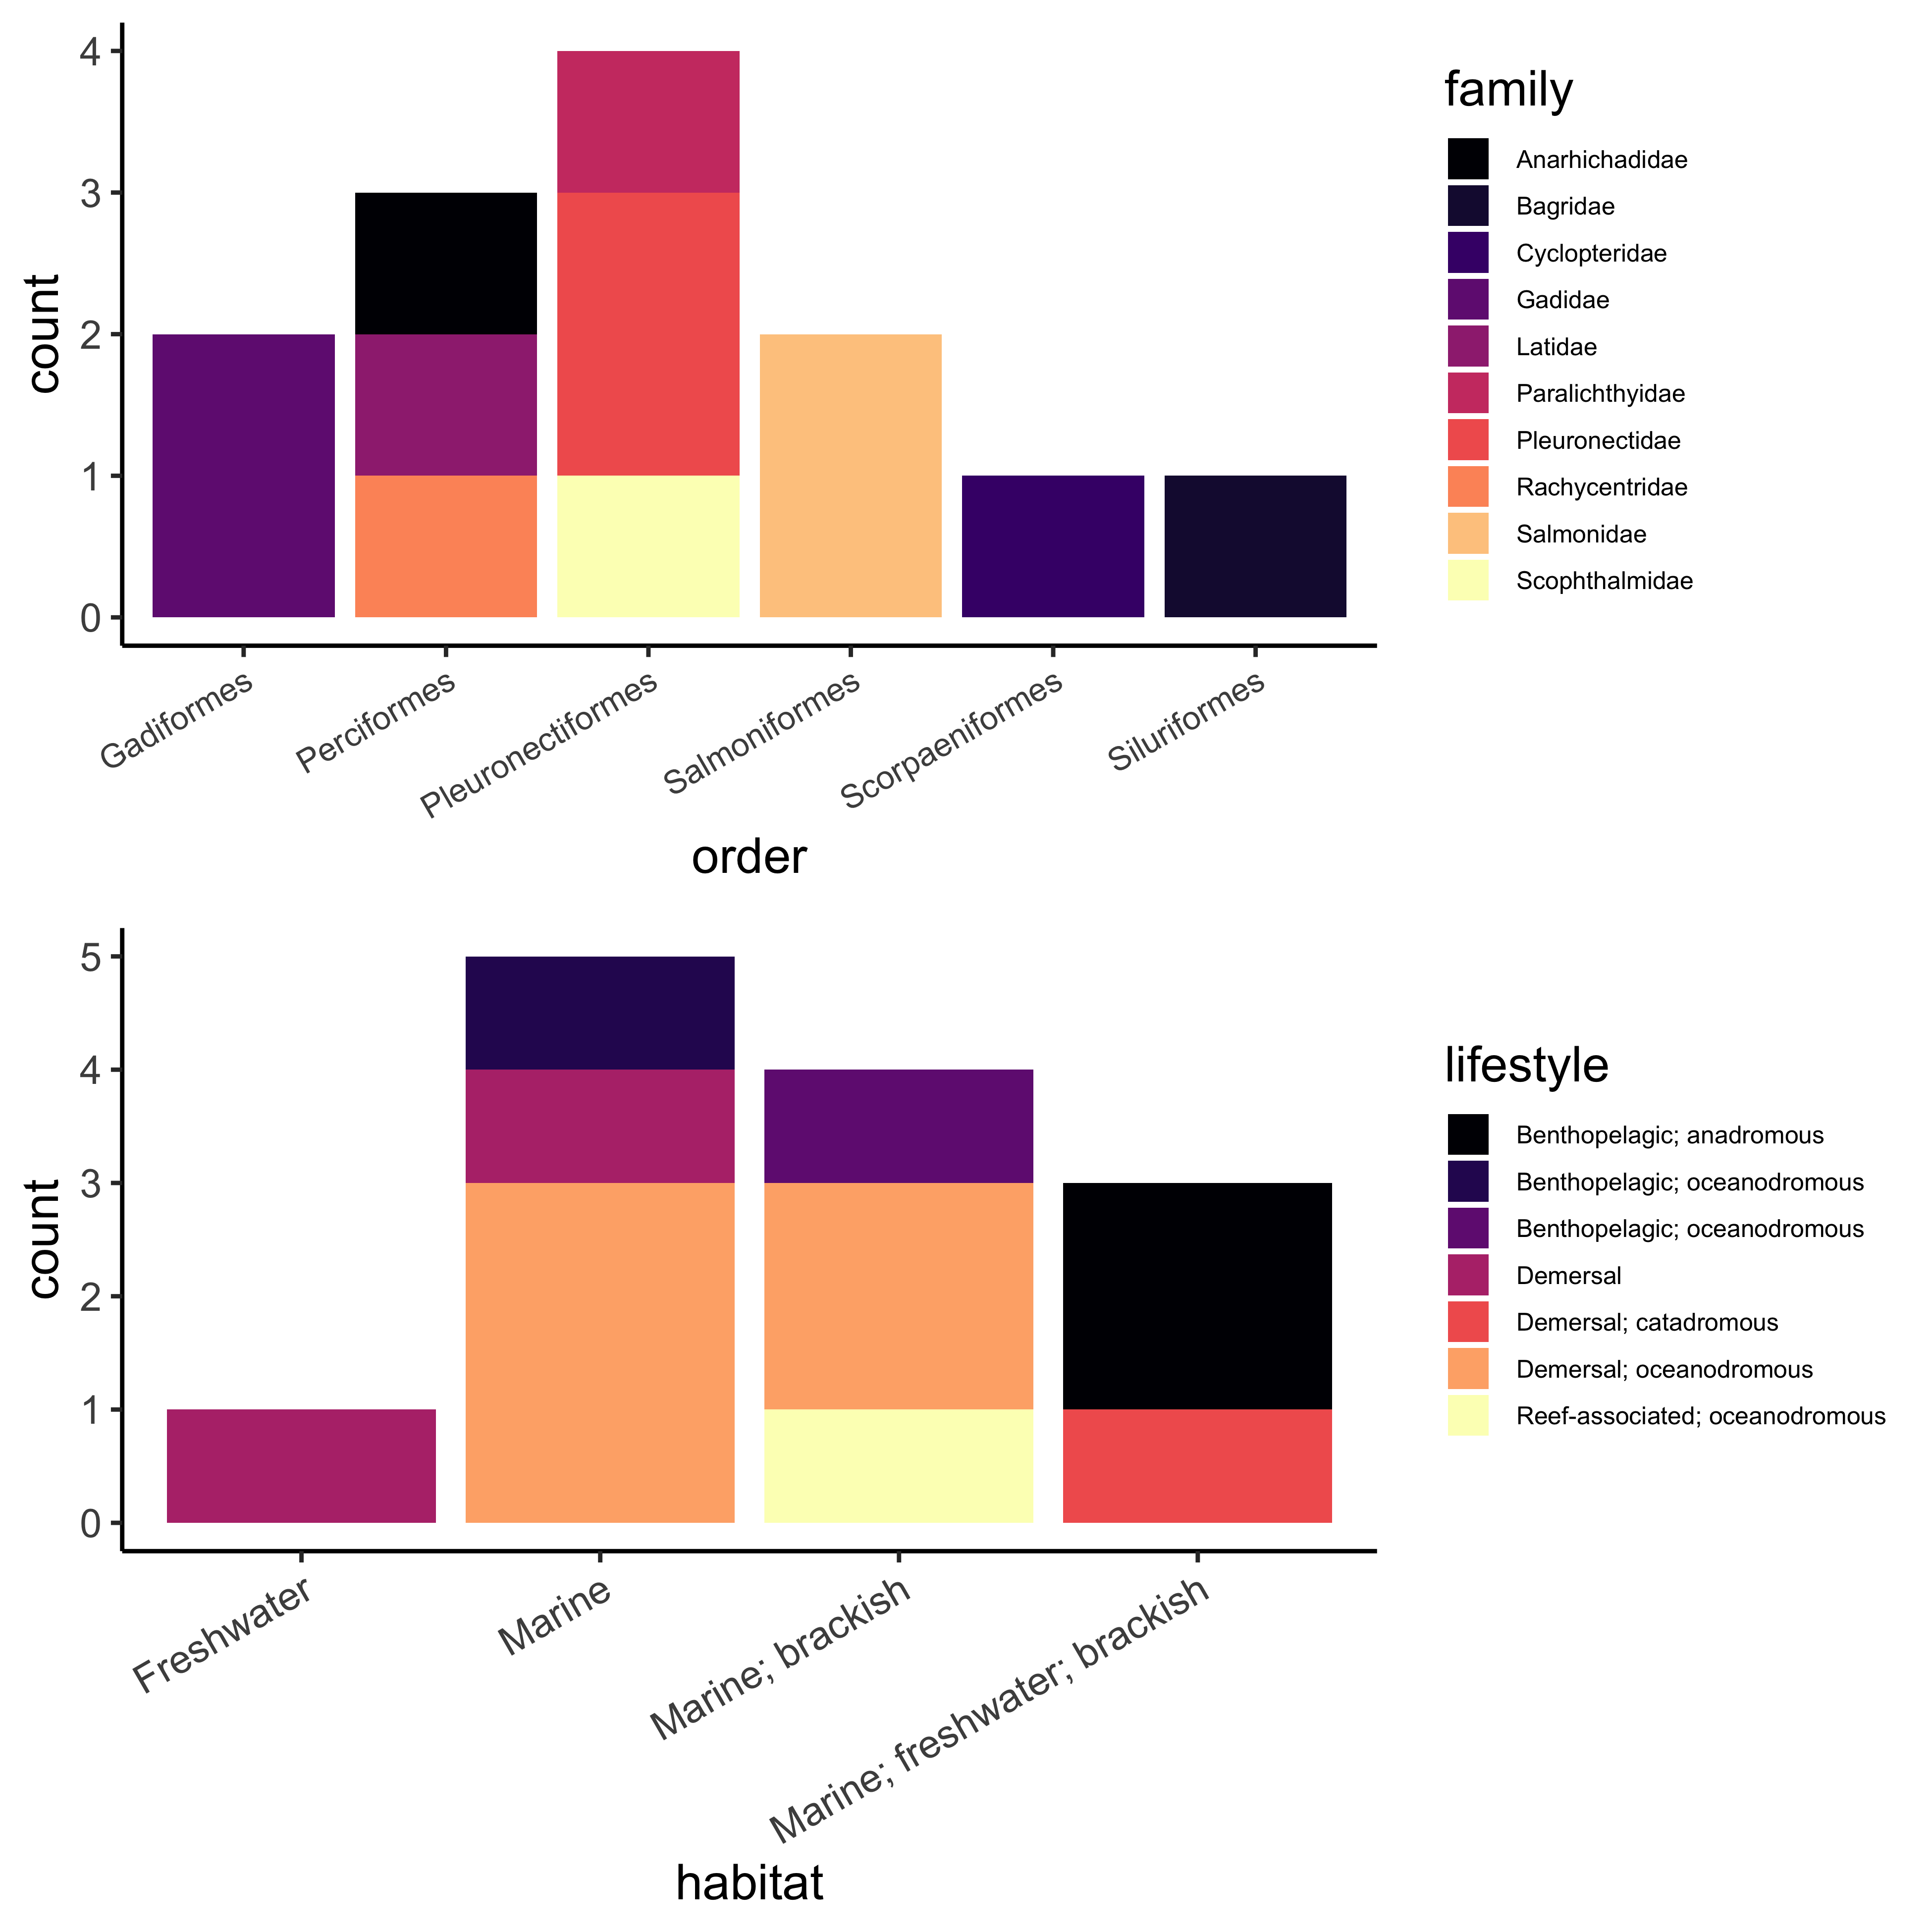 4
3
2
1
0
count
Gadiformes
Perciformes
Pleuronectiformes
Salmoniformes
Scorpaeniformes
Siluriformes
order
family
Anarhichadidae
Bagridae
Cyclopteridae
Gadidae
Latidae
Paralichthyidae
Pleuronectidae
Rachycentridae
Salmonidae
Scophthalmidae
5
4
3
2
1
0
count
Freshwater
Marine
Marine; brackish
Marine; freshwater; brackish
habitat
lifestyle
Benthopelagic; anadromous
Benthopelagic; oceanodromous
Benthopelagic; oceanodromous
Demersal
Demersal; catadromous
Demersal; oceanodromous
Reef-associated; oceanodromous